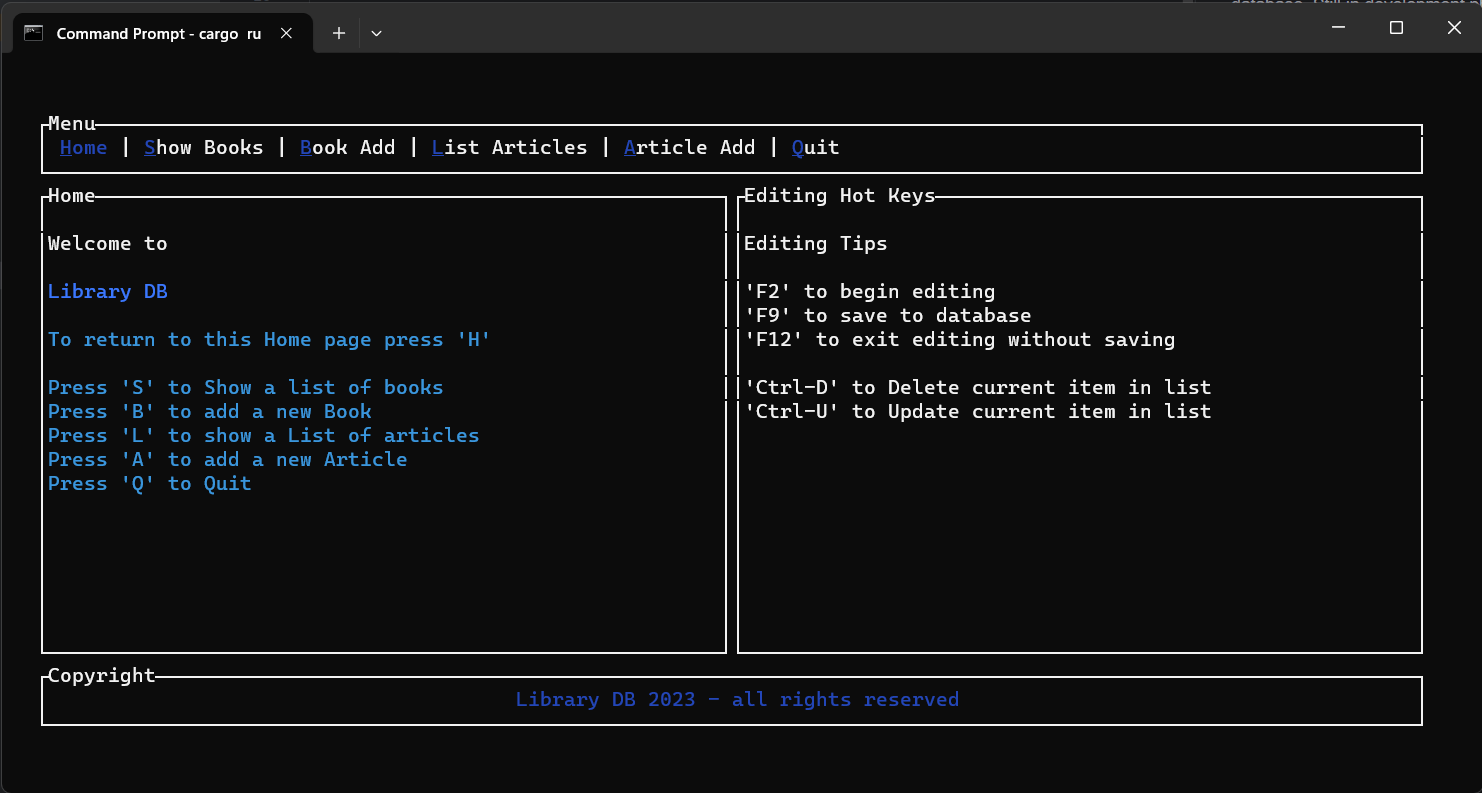 Command Prompt - cargo ru
Menu
Home | Show Books | Book Add | List Articles | Article Add | Quit
Home
Welcome to
Library DB
To return to this Home page press 'H'
Press 'S' to Show a list of books
Press 'B' to add a new Book
Press 'L' to show a List of articles
Press 'A' to add a new Article
Press 'Q' to Quit
Editing Hot Keys
Editing Tips
'F2' to begin editing
'F9' to save to database
'F12' to exit editing without saving
'Ctrl-D' to Delete current item in list
'Ctrl-U' to Update current item in list
Copyright
Library DB 2023 - all rights reserved